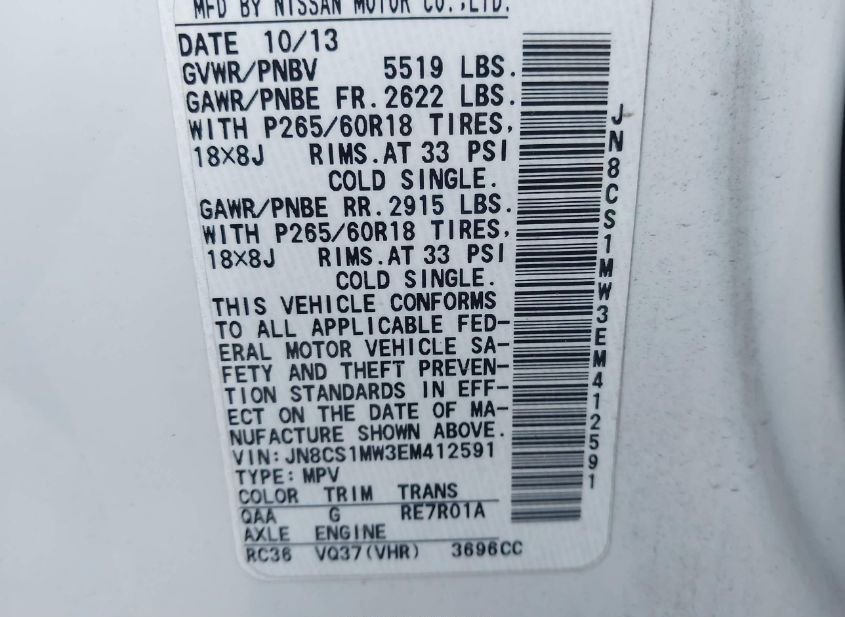 MFD BY NISSAN MOTOR CO.,LTD.
DATE 10/13
GVWR/PNBV 5519 LBS.
GAWR/PNBE FR.2622 LBS.
WITH P265/60R18 TIRES,
18×8J RIMS.AT 33 PSI
COLD SINGLE.
GAWR/PNBE RR.2915 LBS.
WITH P265/60R18 TIRES,
18×8J RIMS.AT 33 PSI
COLD SINGLE.
THIS VEHICLE CONFORMS
TO ALL APPLICABLE FED-
ERAL MOTOR VEHICLE SA-
FETY AND THEFT PREVEN-
TION STANDARDS IN EFF-
ECT ON THE DATE OF MA-
NUFACTURE SHOWN ABOVE.
VIN:JN8CS1MW3EM412591
TYPE:MPV
COLOR TRIM TRANS
QAA G RE7R01A
AXLE ENGINE
RC36 VQ37(VHR) 3696CC
JN8CS1MW3EM412591